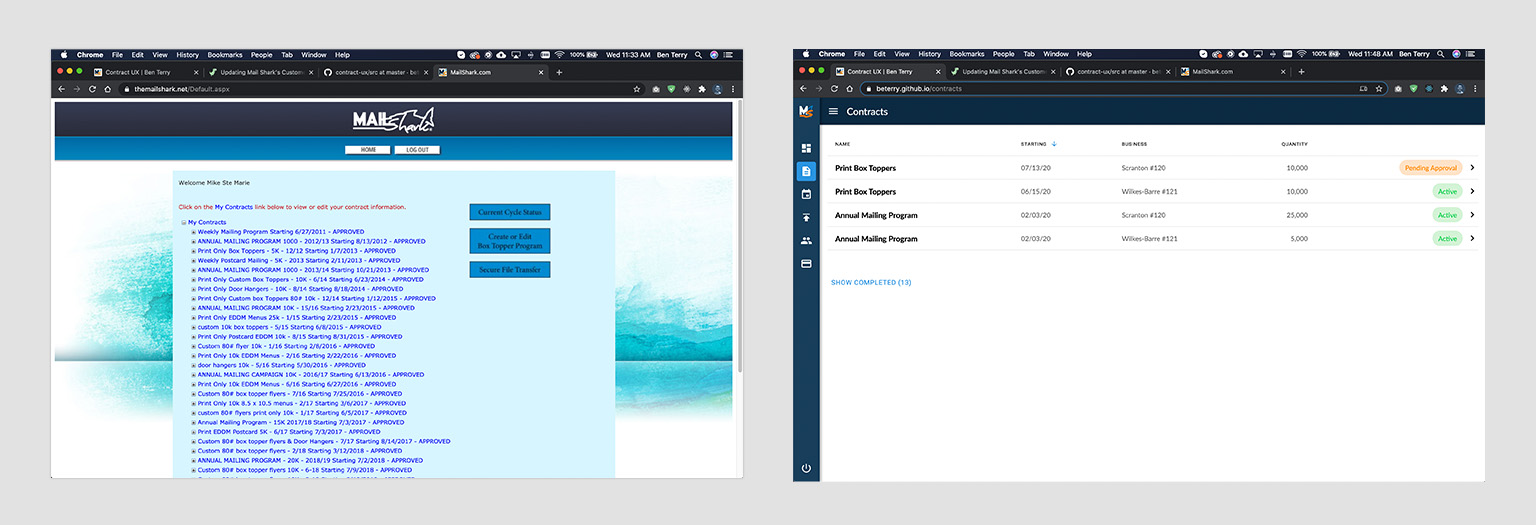 Chrome File Edit View History Bookmarks People Tab Window Help 100% Wed 11:33 AM Ben Terry
Contract UX | Ben Terry × Updating Mail Shark's Custome × contract-ux/src at master · be × MailShark.com ×
themailshark.net/Default.aspx
MAIL Shark
HOME LOG OUT
Welcome Mike Ste Marie
Click on the My Contracts link below to view or edit your contract information.
My Contracts
Weekly Mailing Program Starting 6/27/2011 - APPROVED
ANNUAL MAILING PROGRAM 1000 - 2012/13 Starting 8/13/2012 - APPROVED
Print Only Box Toppers - 5K - 12/12 Starting 1/7/2013 - APPROVED
Weekly Postcard Mailing - 5K - 2013 Starting 2/11/2013 - APPROVED
ANNUAL MAILING PROGRAM 1000 - 2013/14 Starting 10/21/2013 - APPROVED
Print Only Custom Box Toppers - 10K - 6/14 Starting 6/23/2014 - APPROVED
Print Only Door Hangers - 10K - 8/14 Starting 8/18/2014 - APPROVED
Print Only Custom box Toppers 80# 10k - 12/14 Starting 1/12/2015 - APPROVED
ANNUAL MAILING PROGRAM 10K - 15/16 Starting 2/23/2015 - APPROVED
Print Only EDDM Menus 25k - 1/15 Starting 2/23/2015 - APPROVED
custom 10k box toppers - 5/15 Starting 6/8/2015 - APPROVED
Print Only Postcard EDDM 10k - 8/15 Starting 8/31/2015 - APPROVED
Custom 80# flyer 10k - 1/16 Starting 2/8/2016 - APPROVED
Print Only 10k EDDM Menus - 2/16 Starting 2/22/2016 - APPROVED
door hangers 10k - 5/16 Starting 5/30/2016 - APPROVED
ANNUAL MAILING CAMPAIGN 10K - 2016/17 Starting 6/13/2016 - APPROVED
Print Only 10k EDDM Menus - 6/16 Starting 6/27/2016 - APPROVED
Custom 80# box topper flyers - 7/16 Starting 7/25/2016 - APPROVED
Print Only 10k 8.5 x 10.5 menus - 2/17 Starting 3/6/2017 - APPROVED
custom 80# flyers print only 10k - 1/17 Starting 6/5/2017 - APPROVED
Annual Mailing Program - 15K 2017/18 Starting 7/3/2017 - APPROVED
Print EDDM Postcard 5K - 6/17 Starting 7/3/2017 - APPROVED
Custom 80# box topper flyers & Door Hangers - 7/17 Starting 8/14/2017 - APPROVED
Custom 80# box topper flyers - 2/18 Starting 3/12/2018 - APPROVED
ANNUAL MAILING PROGRAM - 20K - 2018/19 Starting 7/2/2018 - APPROVED
Custom 80# box topper flyers 10K - 6-18 Starting 7/9/2018 - APPROVED
Current Cycle Status
Create or Edit
Box Topper Program
Secure File Transfer
Chrome File Edit View History Bookmarks People Tab Window Help 100% Wed 11:48 AM Ben Terry
Contract UX | Ben Terry × Updating Mail Shark's Custome × contract-ux/src at master · be × MailShark.com ×
beterry.github.io/contracts
Contracts
NAME STARTING BUSINESS QUANTITY
Print Box Toppers 07/13/20 Scranton #120 10,000 Pending Approval
Print Box Toppers 06/15/20 Wilkes-Barre #121 10,000 Active
Annual Mailing Program 02/03/20 Scranton #120 25,000 Active
Annual Mailing Program 02/03/20 Wilkes-Barre #121 5,000 Active
SHOW COMPLETED (13)